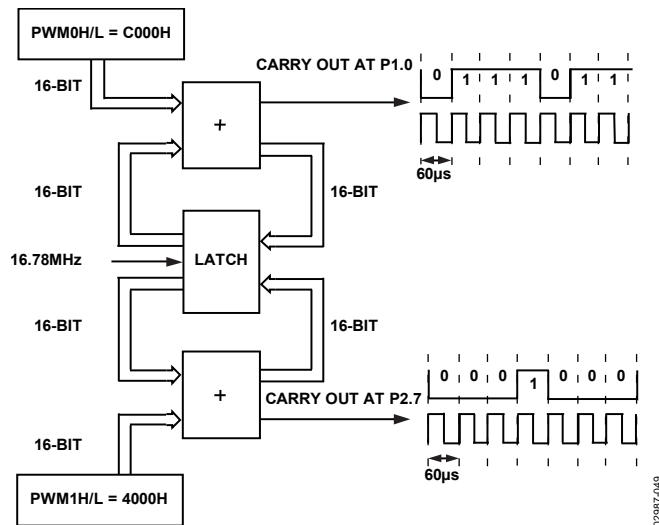 PWM0H/L = C000H
16-BIT
CARRY OUT AT P1.0
0 1 1 1 0 1 1
+
60µs
16-BIT
16-BIT
16.78MHz
LATCH
16-BIT
16-BIT
0 0 0 1 0 0 0
+
CARRY OUT AT P2.7
16-BIT
60µs
PWM1H/L = 4000H
02987-049